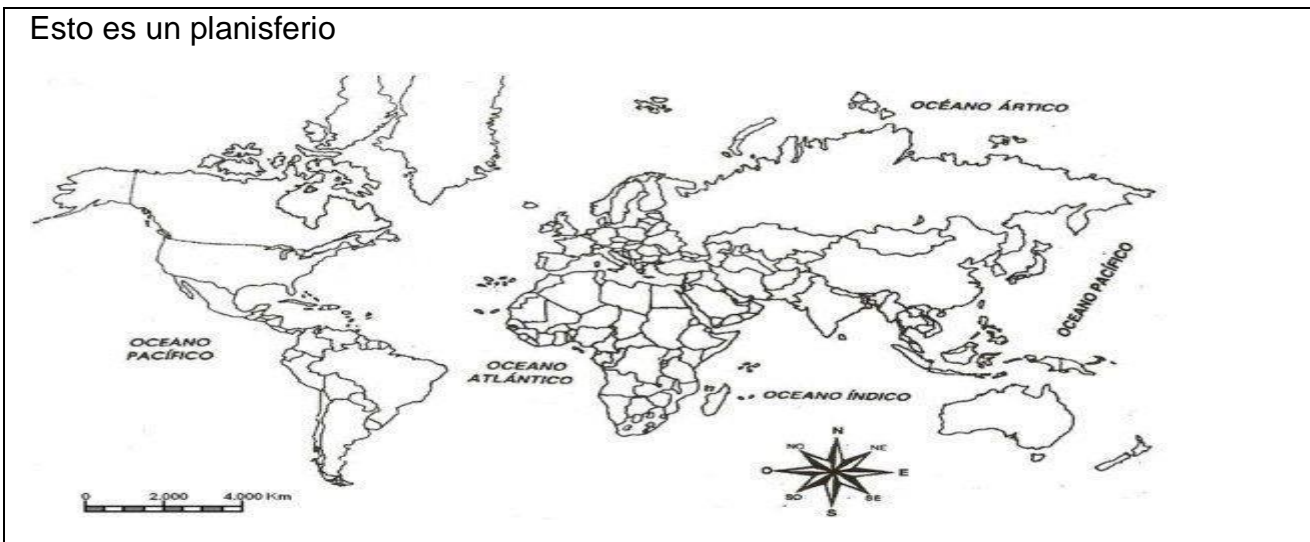 Esto es un planisferio
OCÉANO ÁRTICO
OCEANO PACÍFICO
OCEANO
PACÍFICO
OCEANO
ATLÁNTICO
OCEANO ÍNDICO
N
NO
NE
O
E
SO
SE
S
0 2.000 4.000 Km